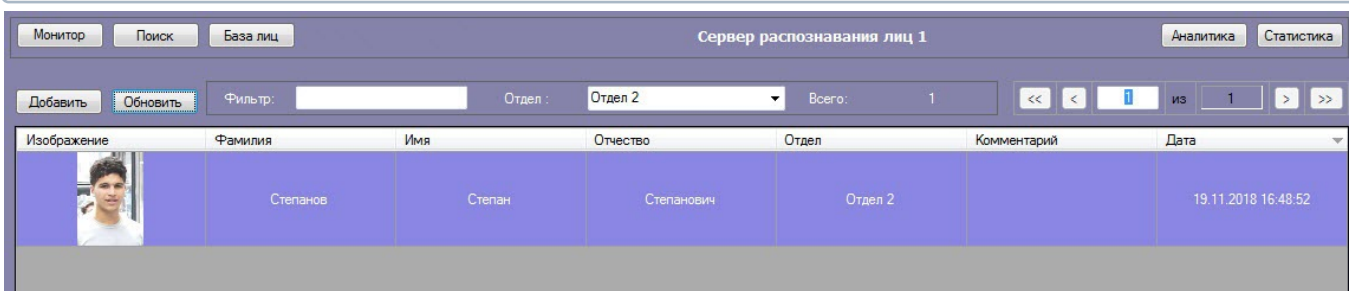 Монитор Поиск База лиц Сервер распознавания лиц 1 Аналитика Статистика
Добавить Обновить Фильтр: Отдел : Отдел 2 Всего: 1 << < 1 из 1 > >>
Изображение Фамилия Имя Отчество Отдел Комментарий Дата
Степанов Степан Степанович Отдел 2 19.11.2018 16:48:52